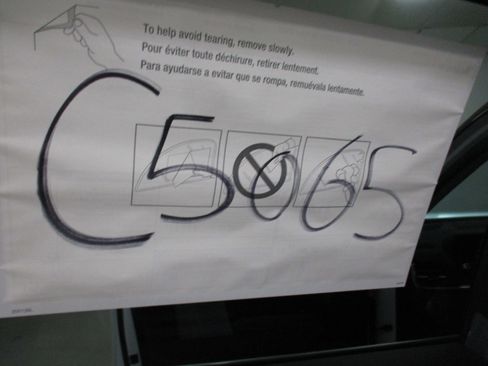 To help avoid tearing, remove slowly.
Pour éviter toute déchirure, retirer lentement.
Para ayudarse a evitar que se rompa, remuévala lentamente.
C5065